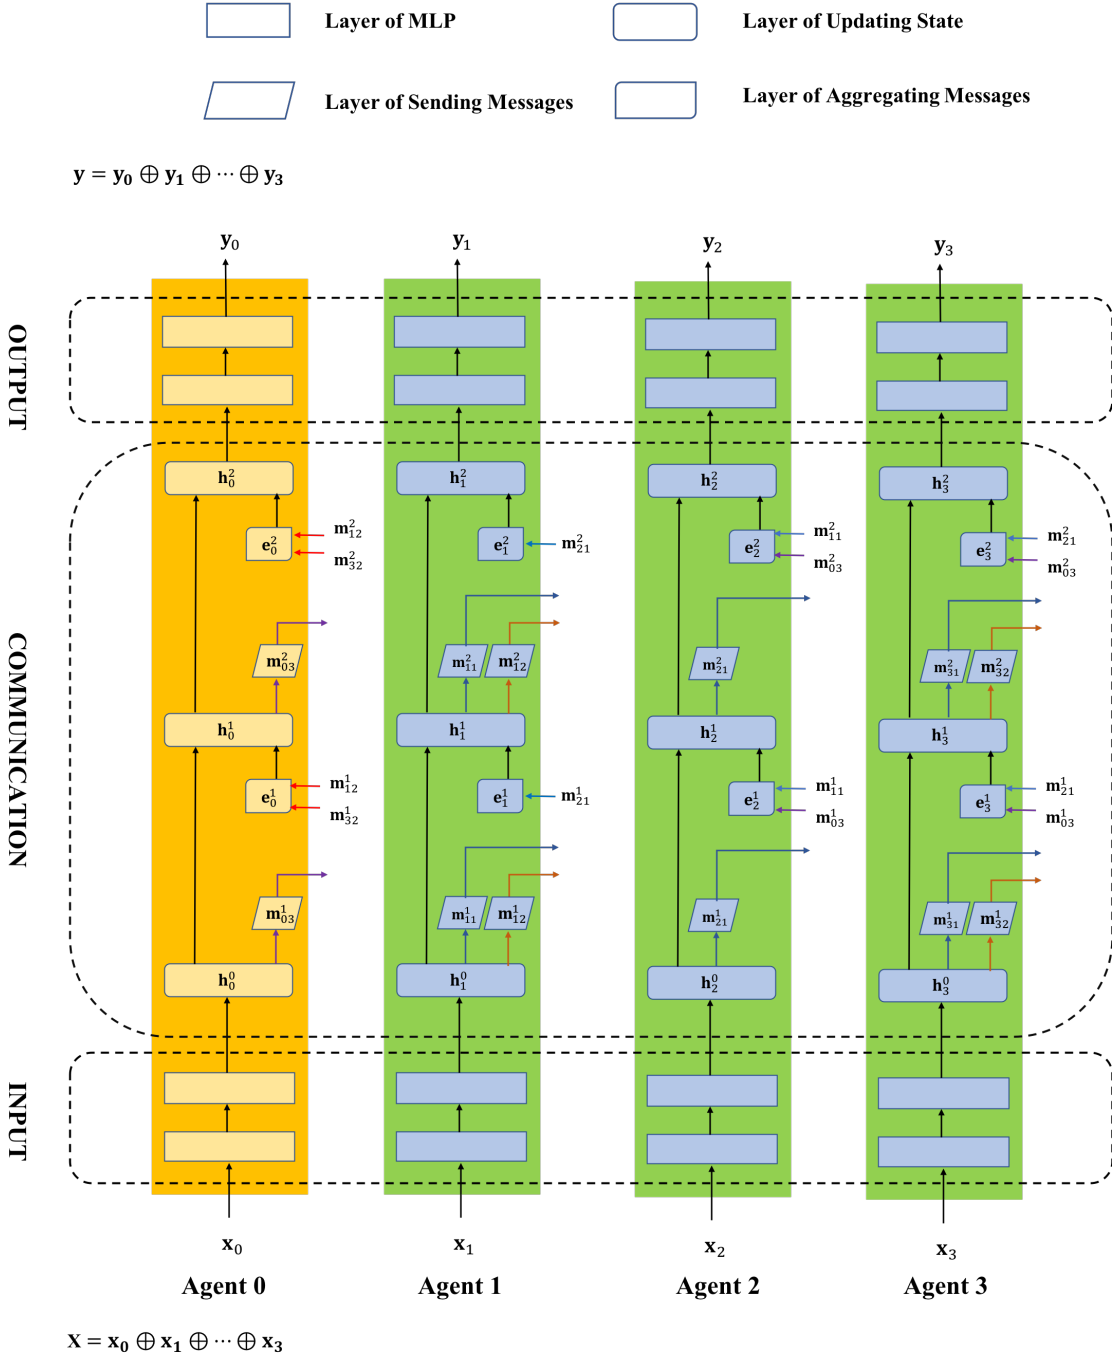 Layer of MLP
Layer of Updating State
Layer of Sending Messages
Layer of Aggregating Messages
y = y₀ ⊕ y₁ ⊕ ⋯ ⊕ y₃
y₀ y₁ y₂ y₃
OUTPUT
h₀² h₁² h₂² h₃²
e₀² m₁₂² m₃₂² e₁² m₂₁² e₂² m₁₁² m₀₃² e₃² m₂₁² m₀₃²
COMMUNICATION
m₀₃² m₁₁² m₁₂² m₂₁² m₃₁² m₃₂²
h₀¹ h₁¹ h₂¹ h₃¹
e₀¹ m₁₂¹ m₃₂¹ e₁¹ m₂₁¹ e₂¹ m₁₁¹ m₀₃¹ e₃¹ m₂₁¹ m₀₃¹
m₀₃¹ m₁₁¹ m₁₂¹ m₂₁¹ m₃₁¹ m₃₂¹
h₀⁰ h₁⁰ h₂⁰ h₃⁰
INPUT
x₀ x₁ x₂ x₃
Agent 0 Agent 1 Agent 2 Agent 3
X = x₀ ⊕ x₁ ⊕ ⋯ ⊕ x₃